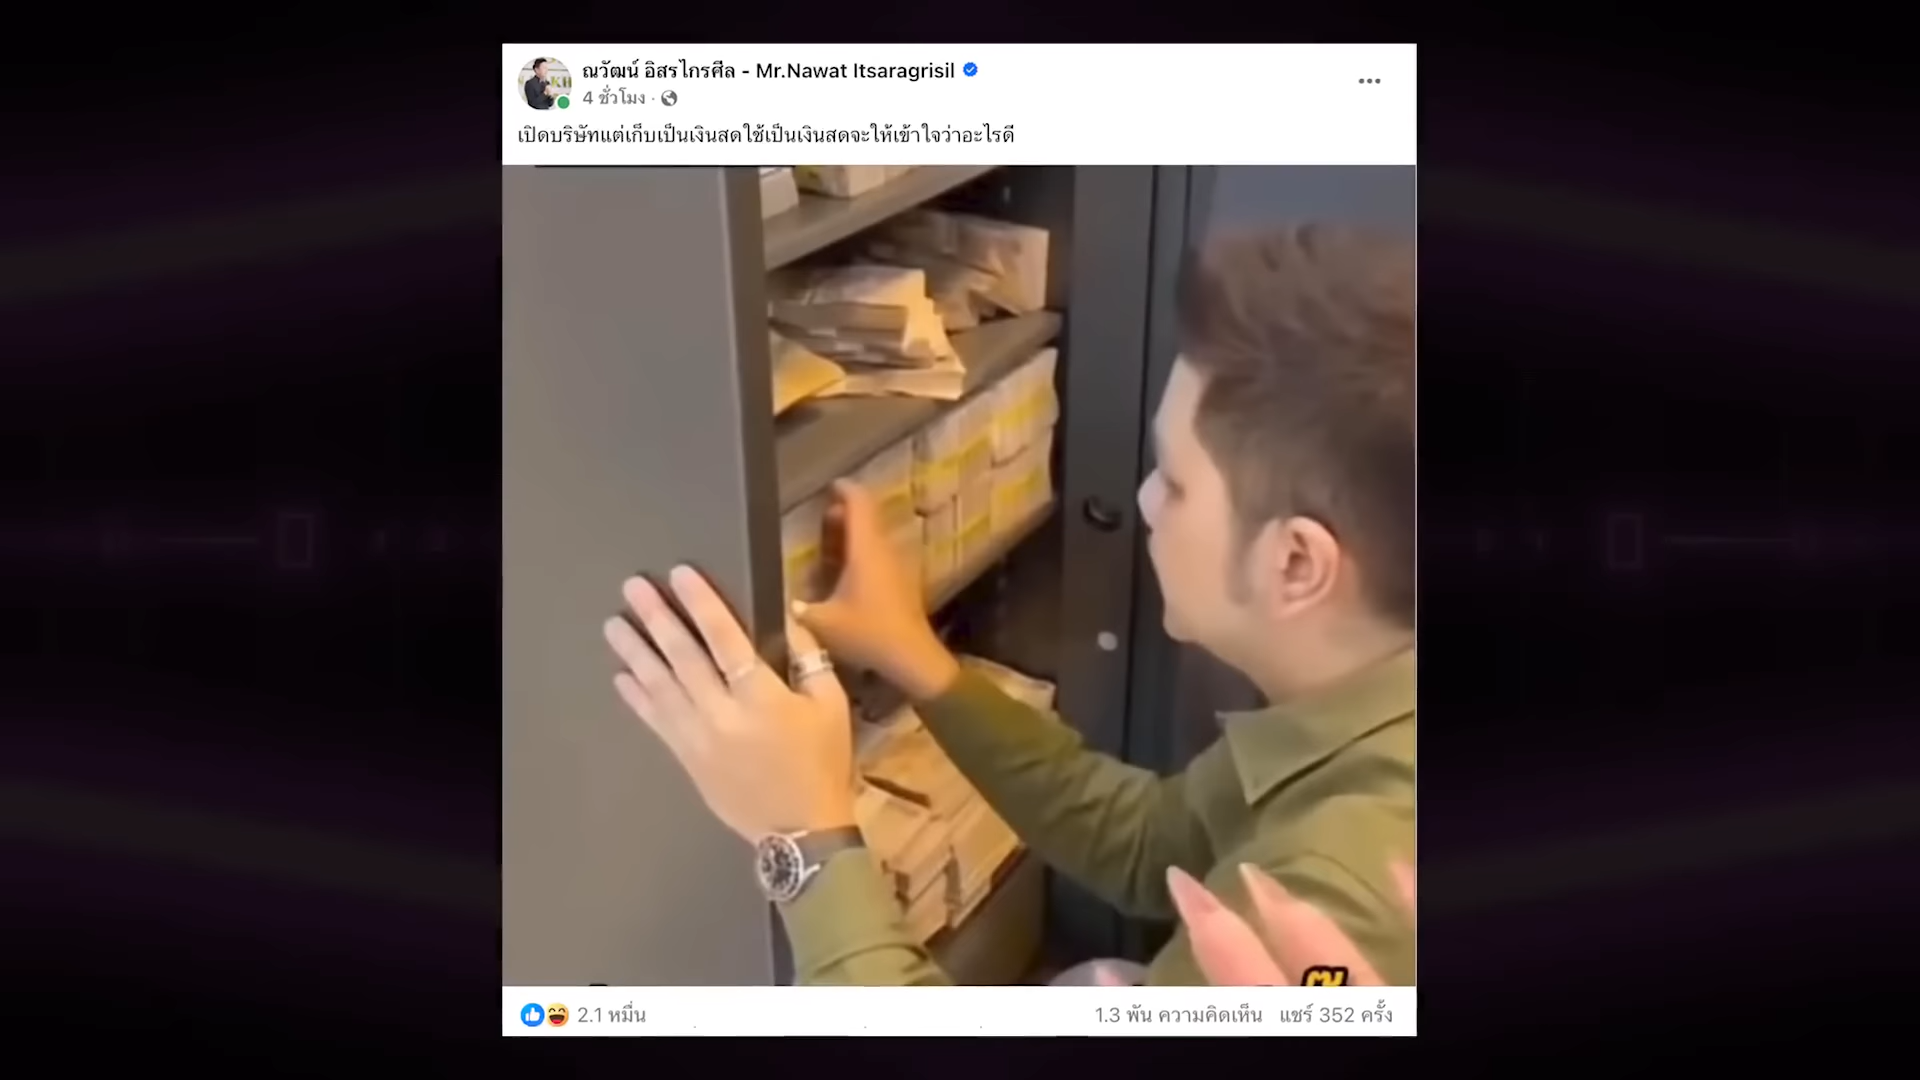 ณวัฒน์ อิสรไกรศีล - Mr.Nawat Itsaragrisil
4 ชั่วโมง ·
เปิดบริษัทแต่เก็บเป็นเงินสดใช้เป็นเงินสดจะให้เข้าใจว่าอะไรดี
2.1 หมื่น
1.3 พัน ความคิดเห็น แชร์ 352 ครั้ง